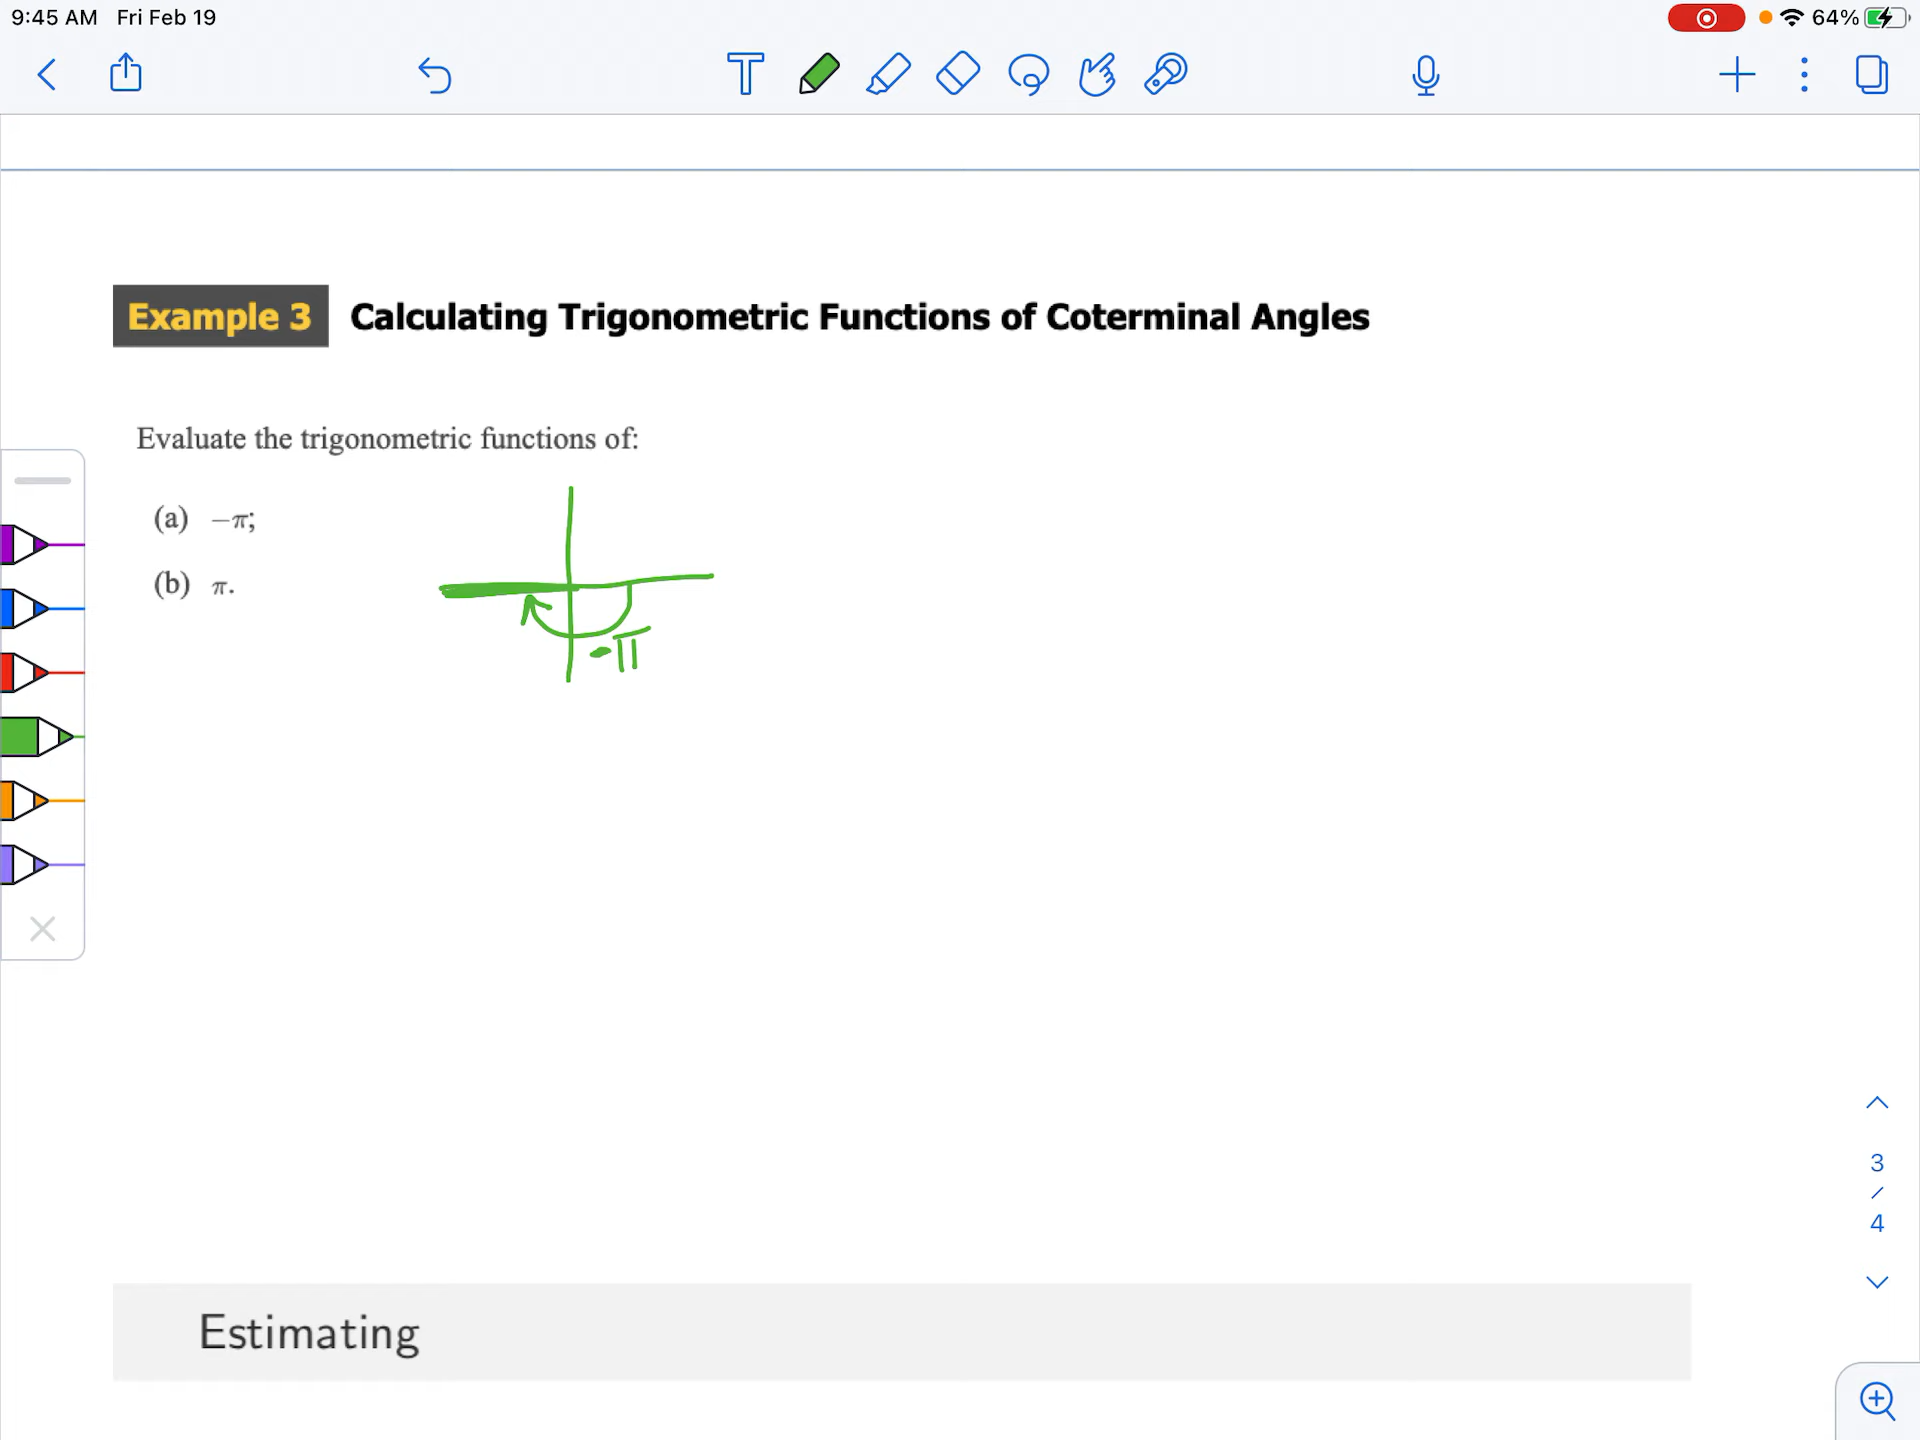 9:45 AM Fri Feb 19
64%
T
Example 3 Calculating Trigonometric Functions of Coterminal Angles
Evaluate the trigonometric functions of:
(a) −π;
(b) π.
-π
3
/
4
Estimating